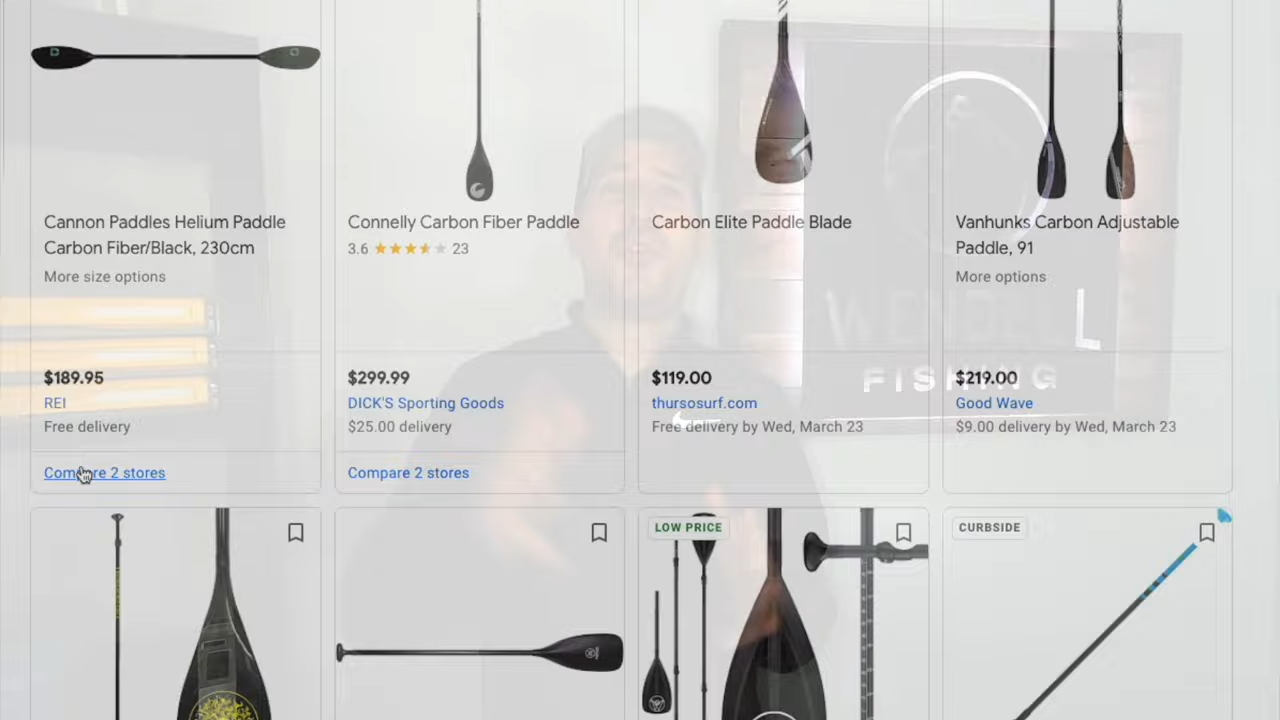 Cannon Paddles Helium Paddle
Carbon Fiber/Black, 230cm
More size options
$189.95
REI
Free delivery
Compare 2 stores
Connelly Carbon Fiber Paddle
3.6
23
$299.99
DICK'S Sporting Goods
$25.00 delivery
Compare 2 stores
Carbon Elite Paddle Blade
$119.00
thursosurf.com
Free delivery by Wed, March 23
Vanhunks Carbon Adjustable
Paddle, 91
More options
$219.00
Good Wave
$9.00 delivery by Wed, March 23
FISHING
LOW PRICE
CURBSIDE